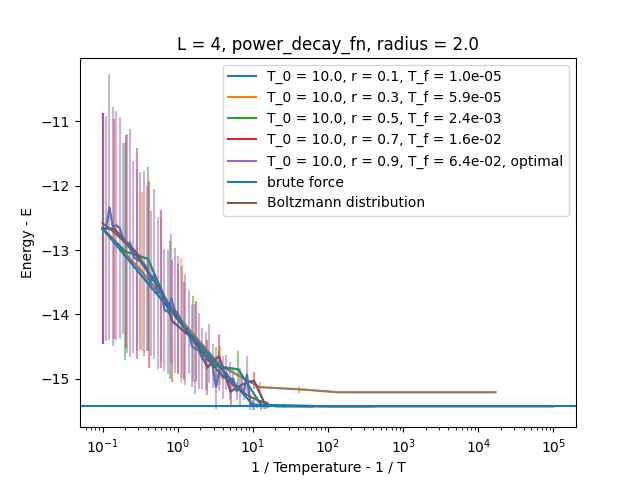 L = 4, power_decay_fn, radius = 2.0
T_0 = 10.0, r = 0.1, T_f = 1.0e-05
T_0 = 10.0, r = 0.3, T_f = 5.9e-05
T_0 = 10.0, r = 0.5, T_f = 2.4e-03
T_0 = 10.0, r = 0.7, T_f = 1.6e-02
T_0 = 10.0, r = 0.9, T_f = 6.4e-02, optimal
brute force
Boltzmann distribution
Energy - E
−11
−12
−13
−14
−15
10⁻¹ 10⁰ 10¹ 10² 10³ 10⁴ 10⁵
1 / Temperature - 1 / T